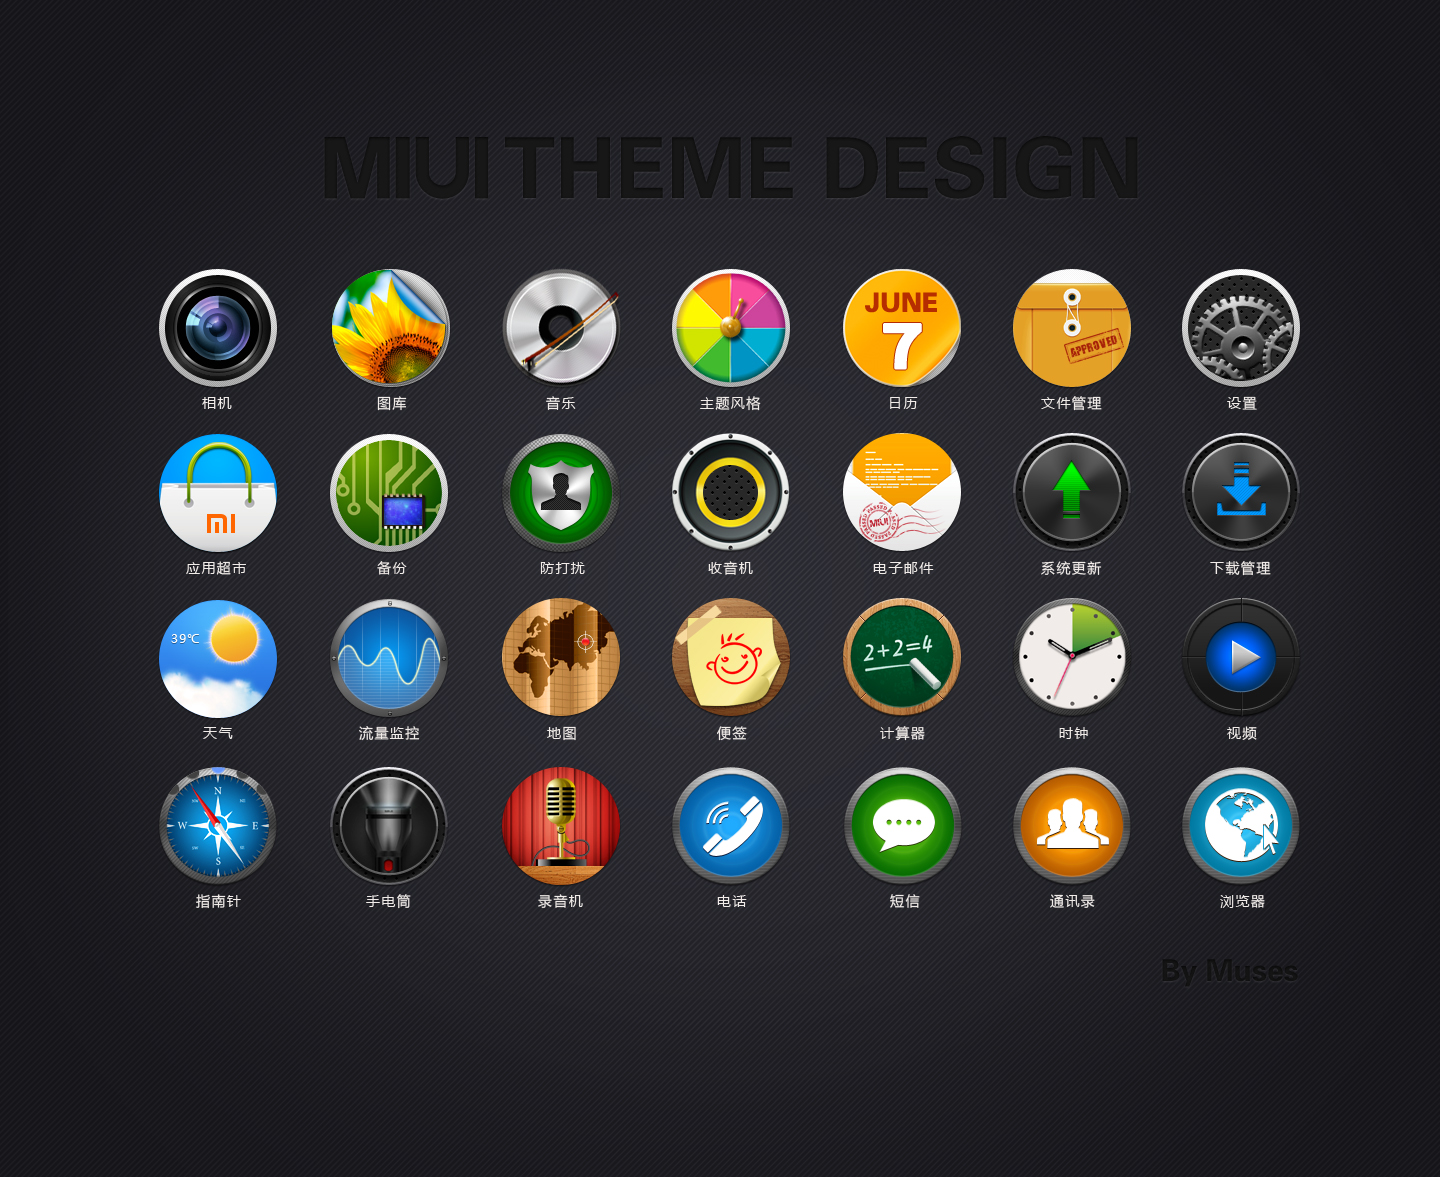 MIUI THEME DESIGN
JUNE
7
APPROVED
相机 图库 音乐 主题风格 日历 文件管理 设置
MI
MIUI
应用超市 备份 防打扰 收音机 电子邮件 系统更新 下载管理
39℃
2+2=4
天气 流量监控 地图 便签 计算器 时钟 视频
N
W E
S
指南针 手电筒 录音机 电话 短信 通讯录 浏览器
By Muses